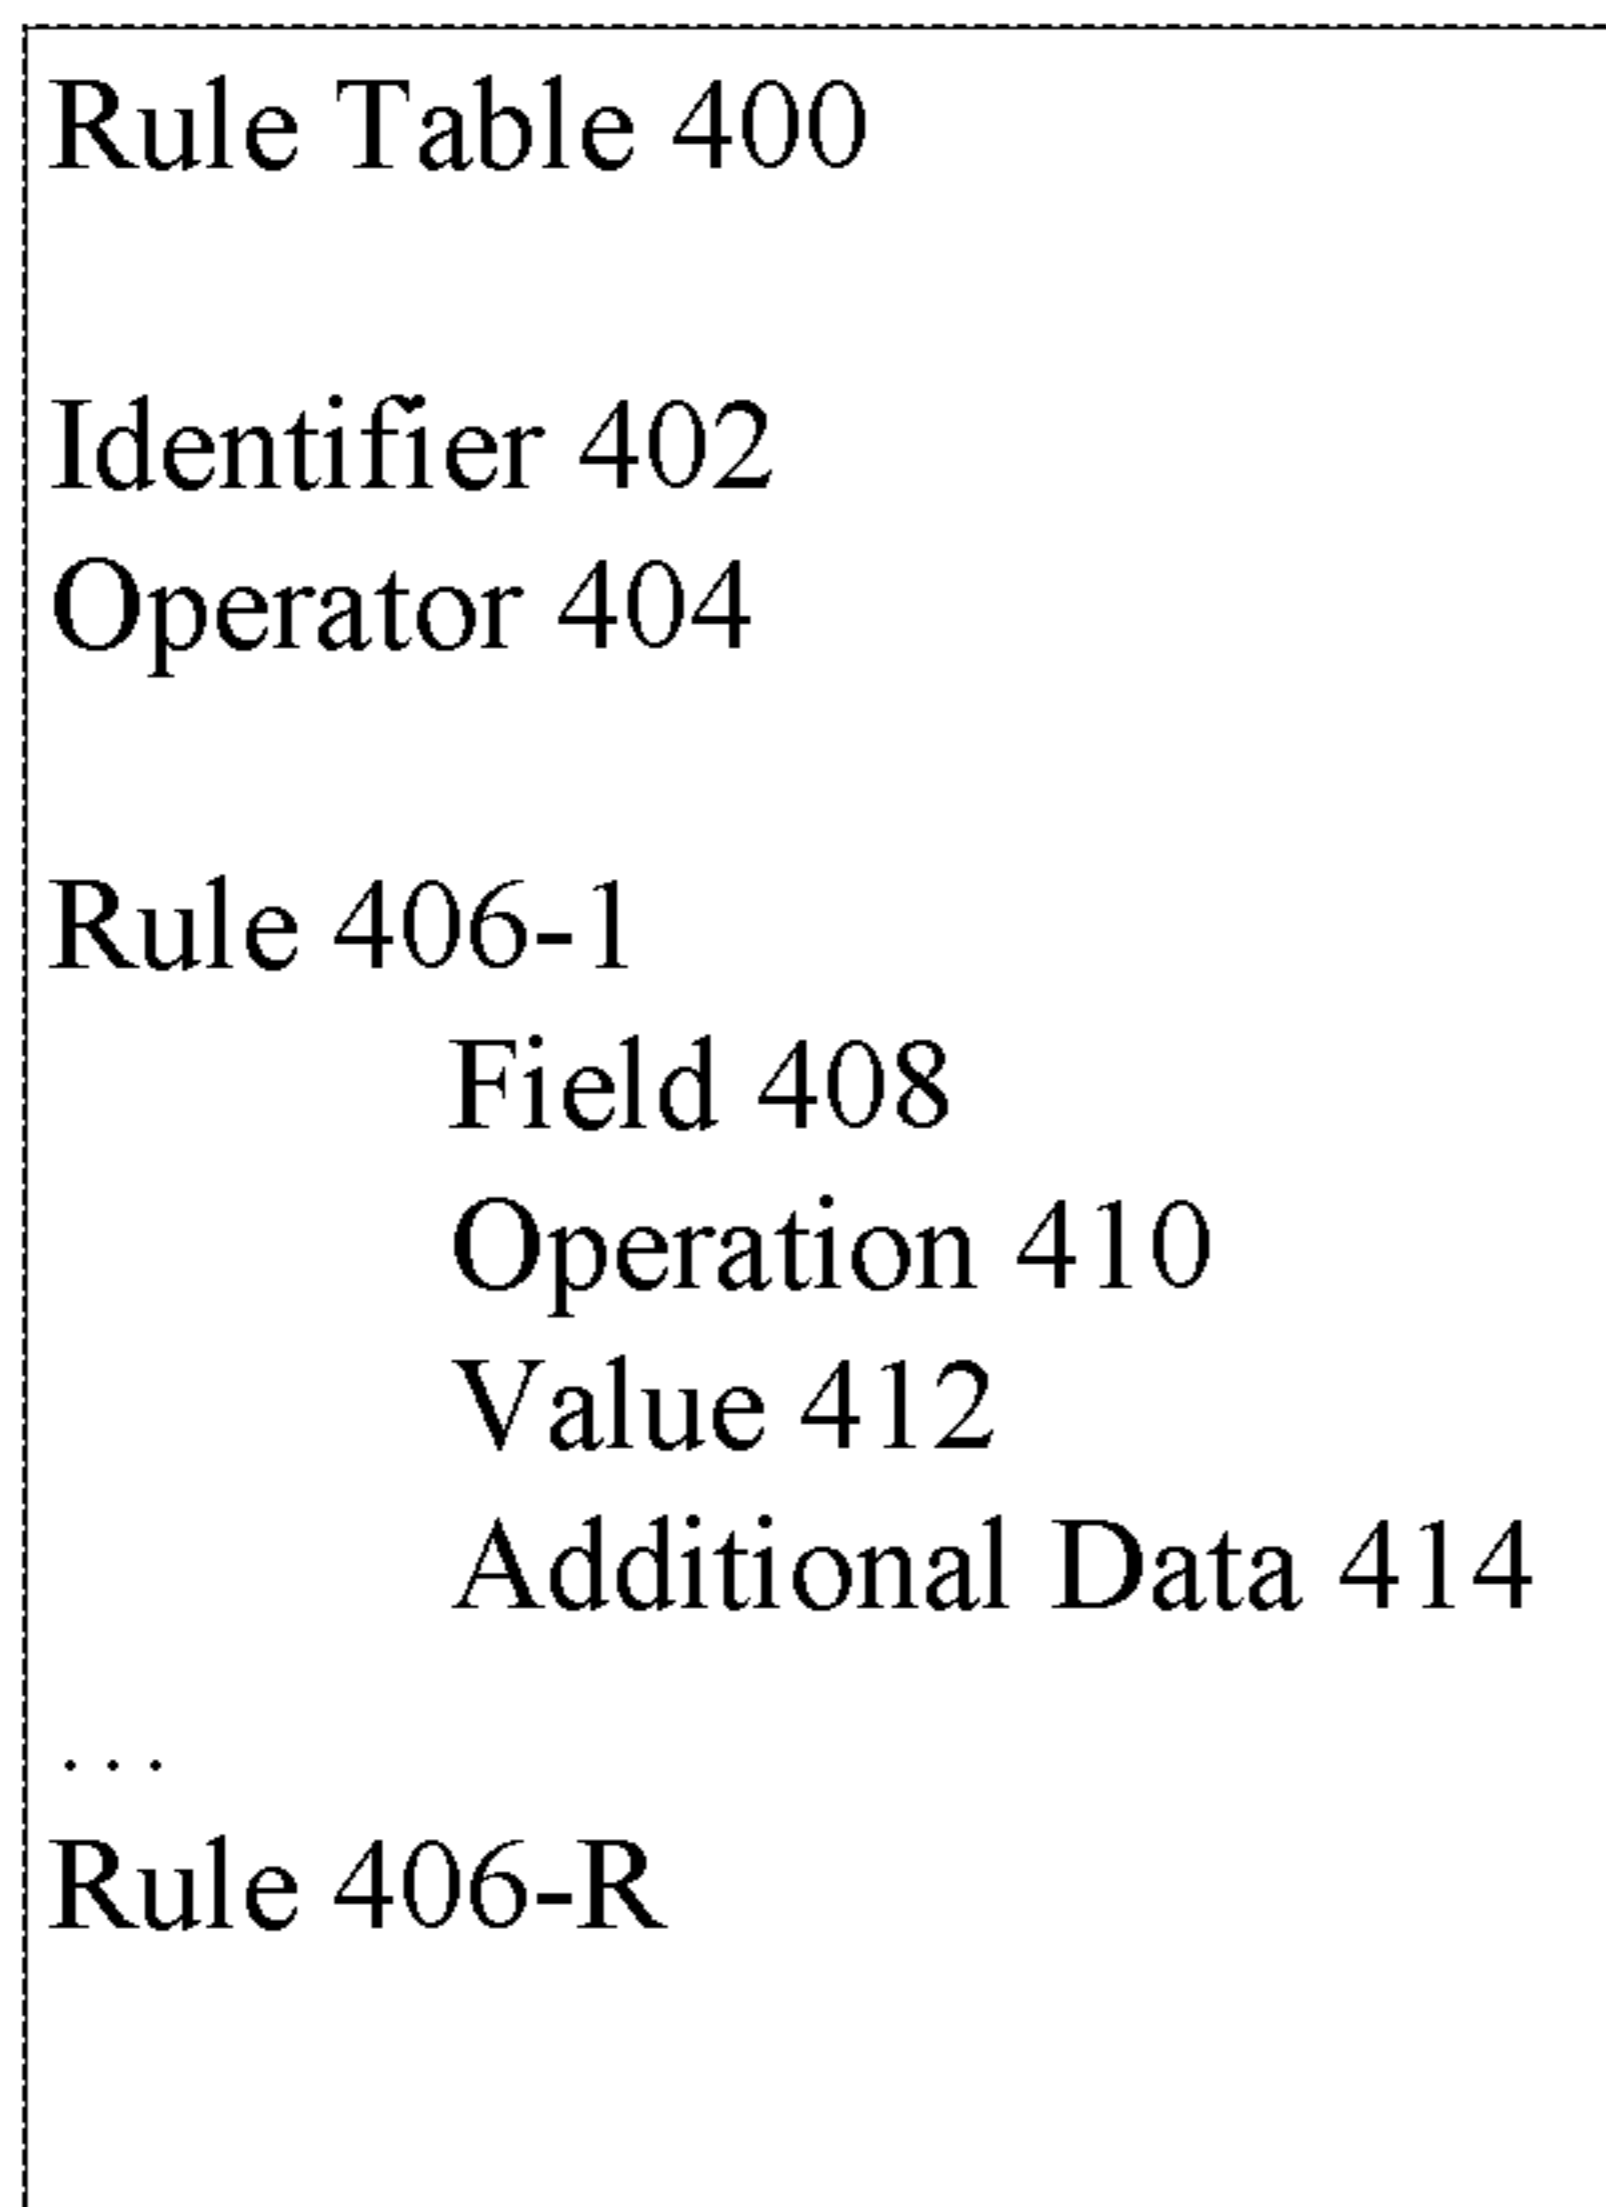 Rule Table 400
Identifier 402
Operator 404
Rule 406-1
Field 408
Operation 410
Value 412
Additional Data 414
...
Rule 406-R